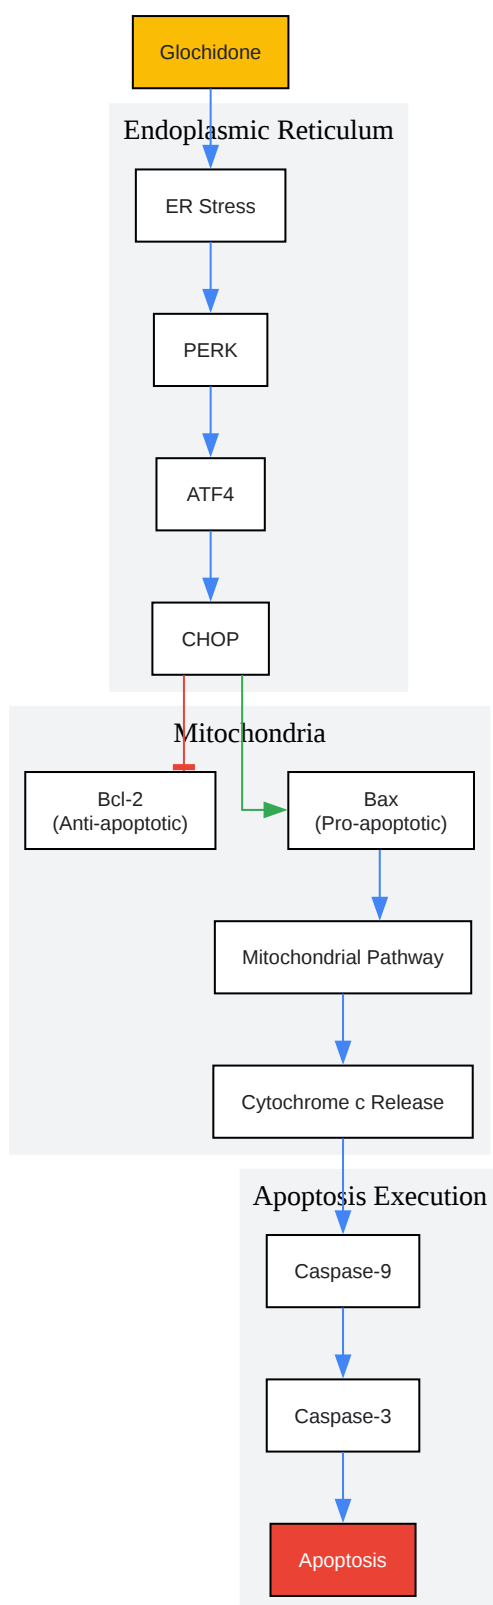 Glochidone
Endoplasmic Reticulum
ER Stress
PERK
ATF4
CHOP
Mitochondria
Bcl-2
(Anti-apoptotic)
Bax
(Pro-apoptotic)
Mitochondrial Pathway
Cytochrome c Release
Apoptosis Execution
Caspase-9
Caspase-3
Apoptosis